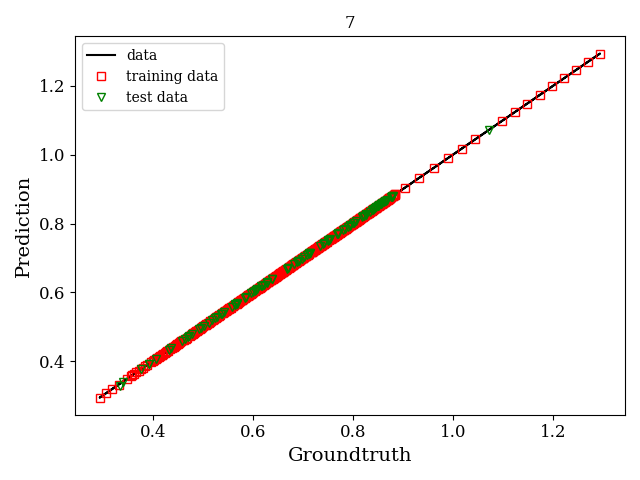 7
data
training data
test data
1.2
1.0
0.8
0.6
0.4
Prediction
0.4 0.6 0.8 1.0 1.2
Groundtruth